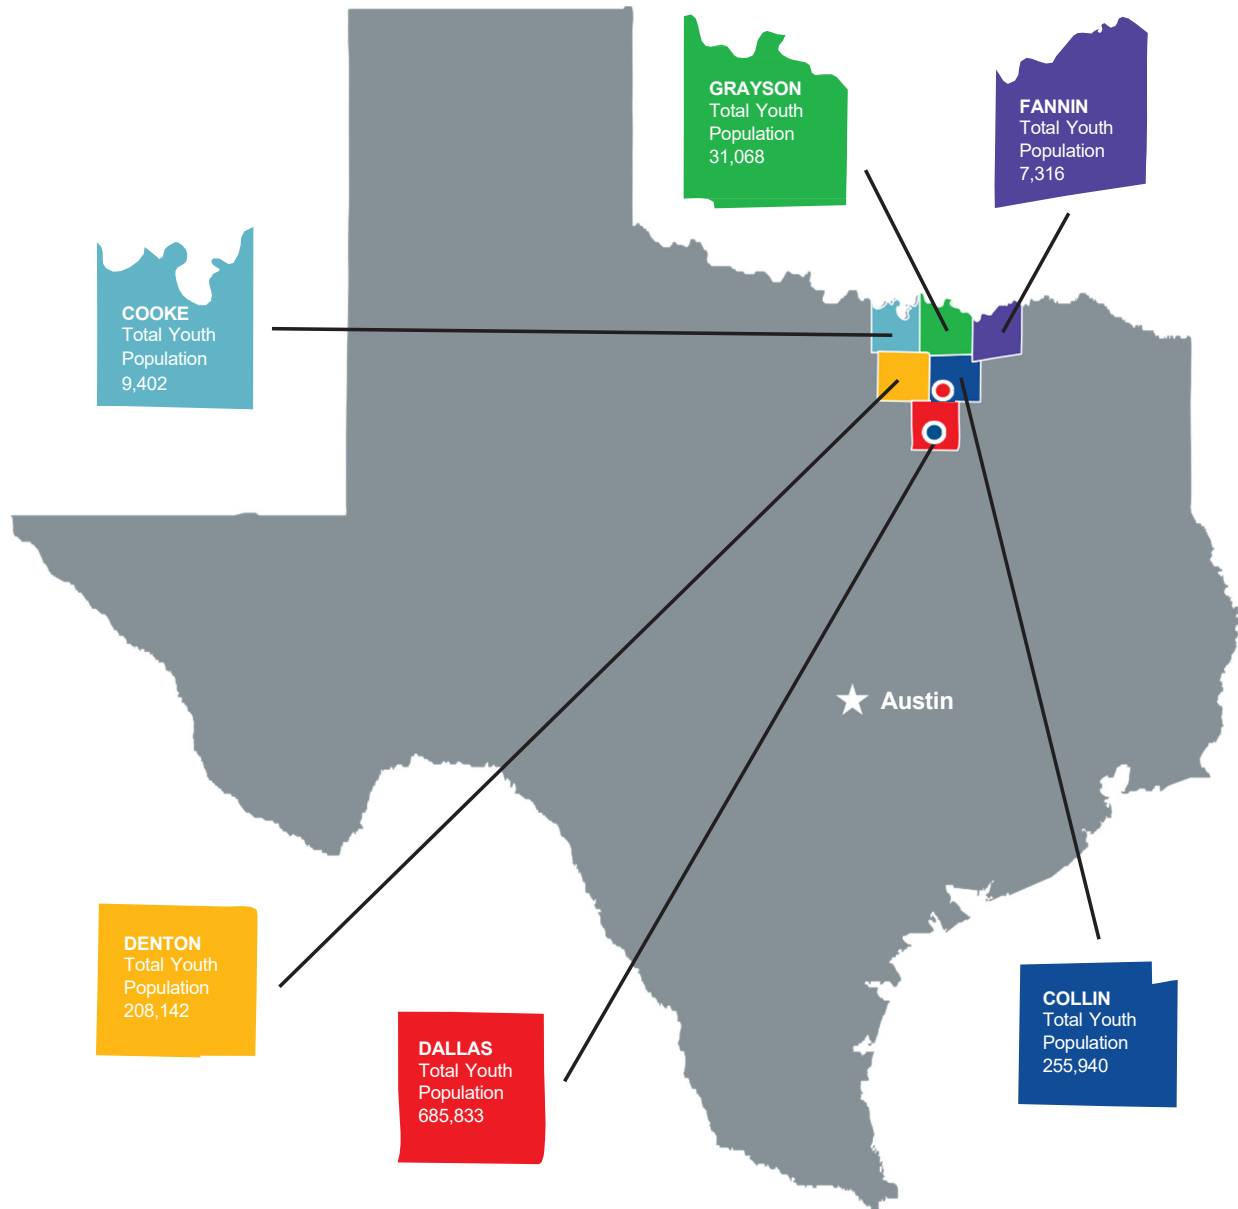 GRAYSON
Total Youth
Population
31,068
FANNIN
Total Youth
Population
7,316
COOKE
Total Youth
Population
9,402
Austin
DENTON
Total Youth
Population
208,142
DALLAS
Total Youth
Population
685,833
COLLIN
Total Youth
Population
255,940